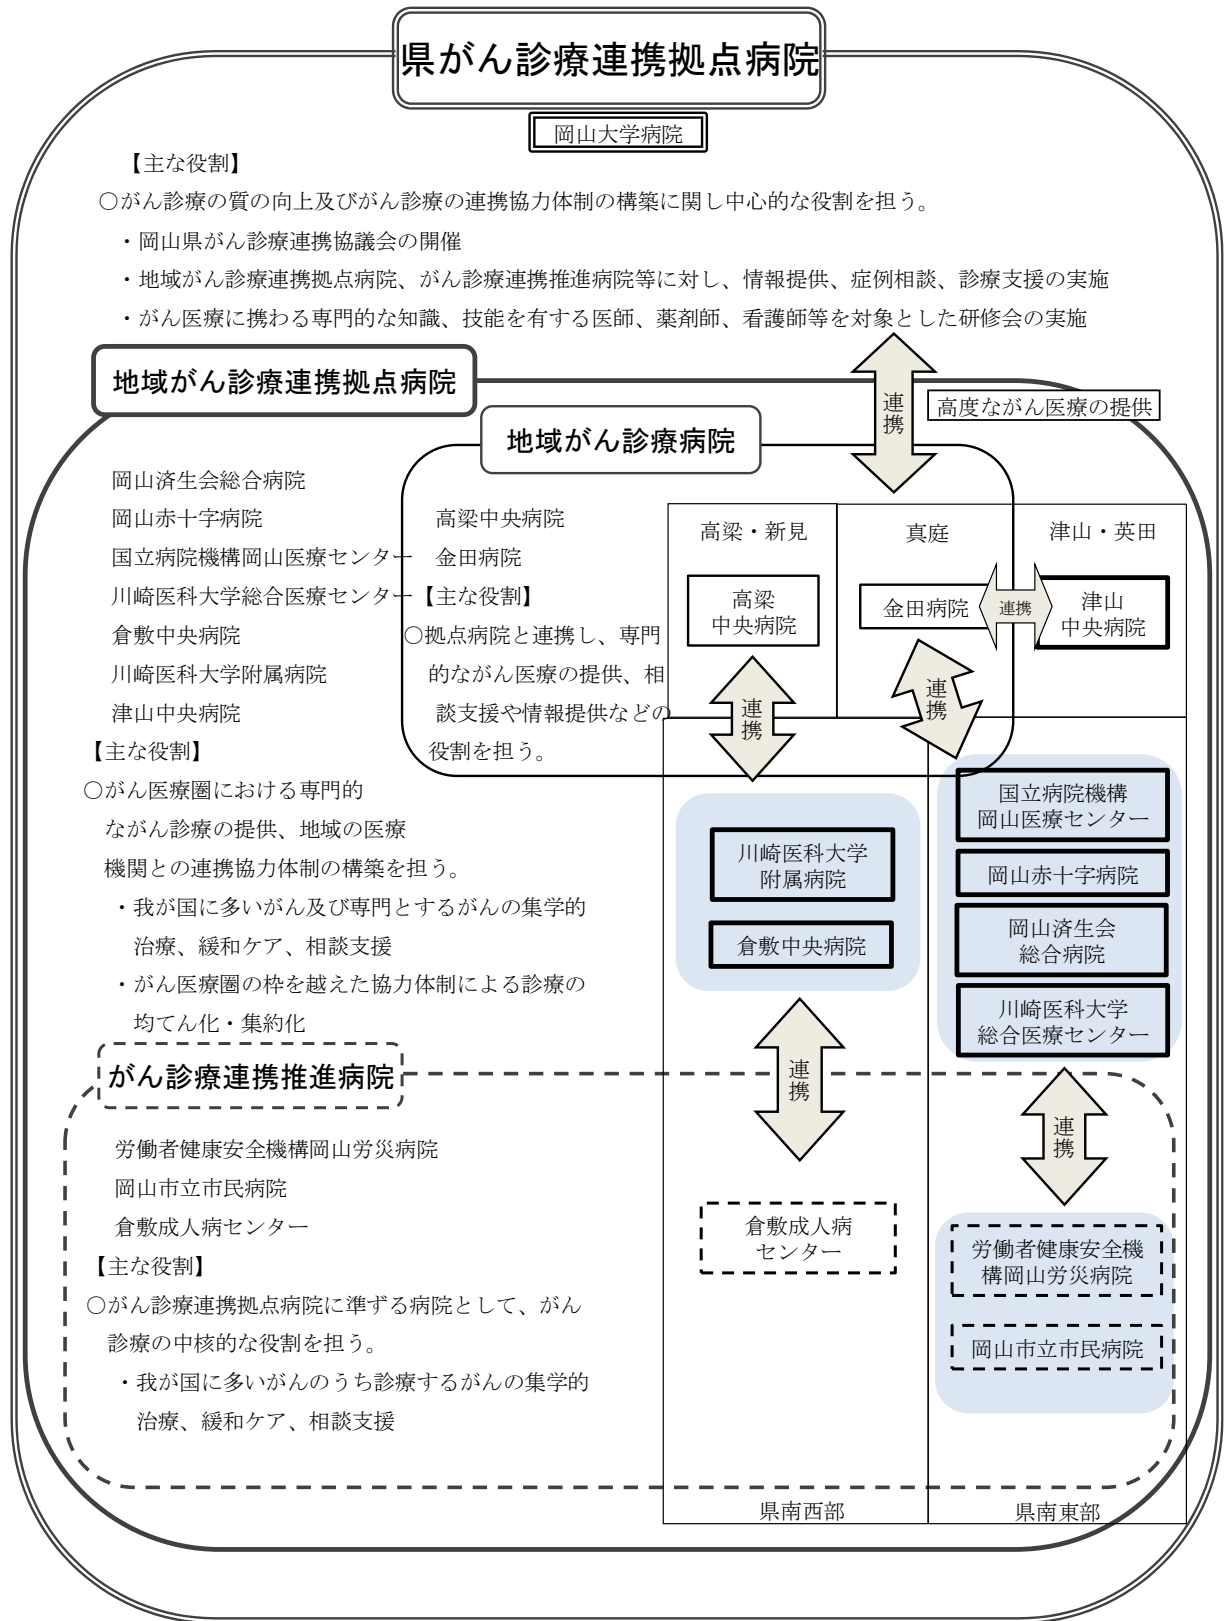 県がん診療連携拠点病院
岡山大学病院
【主な役割】
○がん診療の質の向上及びがん診療の連携協力体制の構築に関し中心的な役割を担う。
・岡山県がん診療連携協議会の開催
・地域がん診療連携拠点病院、がん診療連携推進病院等に対し、情報提供、症例相談、診療支援の実施
・がん医療に携わる専門的な知識、技能を有する医師、薬剤師、看護師等を対象とした研修会の実施
地域がん診療連携拠点病院
岡山済生会総合病院
岡山赤十字病院
国立病院機構岡山医療センター
川崎医科大学総合医療センター
倉敷中央病院
川崎医科大学附属病院
津山中央病院
【主な役割】
○がん医療圏における専門的
ながん診療の提供、地域の医療
機関との連携協力体制の構築を担う。
・我が国に多いがん及び専門とするがんの集学的
治療、緩和ケア、相談支援
・がん医療圏の枠を越えた協力体制による診療の
均てん化・集約化
地域がん診療病院
高梁中央病院
金田病院
【主な役割】
○拠点病院と連携し、専門
的ながん医療の提供、相
談支援や情報提供などの
役割を担う。
連携
高度ながん医療の提供
高梁・新見
真庭
津山・英田
高梁
中央病院
金田病院
連携
津山
中央病院
連携
連携
川崎医科大学
附属病院
倉敷中央病院
国立病院機構
岡山医療センター
岡山赤十字病院
岡山済生会
総合病院
川崎医科大学
総合医療センター
連携
連携
がん診療連携推進病院
労働者健康安全機構岡山労災病院
岡山市立市民病院
倉敷成人病センター
【主な役割】
○がん診療連携拠点病院に準ずる病院として、がん
診療の中核的な役割を担う。
・我が国に多いがんのうち診療するがんの集学的
治療、緩和ケア、相談支援
倉敷成人病
センター
労働者健康安全機
構岡山労災病院
岡山市立市民病院
県南西部
県南東部